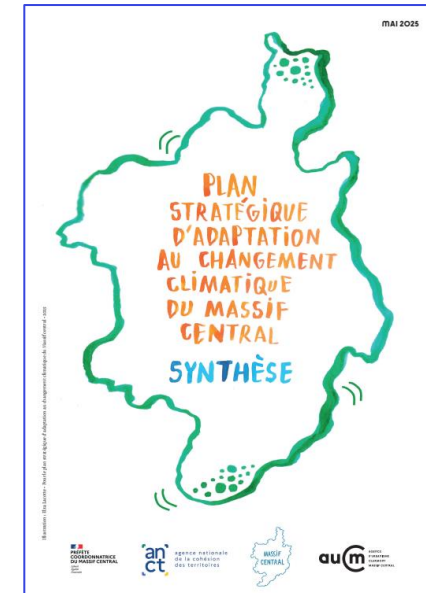 MAI 2025
PLAN
STRATÉGIQUE
D'ADAPTATION
AU CHANGEMENT
CLIMATIQUE
DU MASSIF
CENTRAL
SYNTHÈSE
PRÉFÈTE
COORDONNATRICE
DU MASSIF CENTRAL
an
ct
agence nationale
de la cohésion
des territoires
MASSIF
CENTRAL
auCm